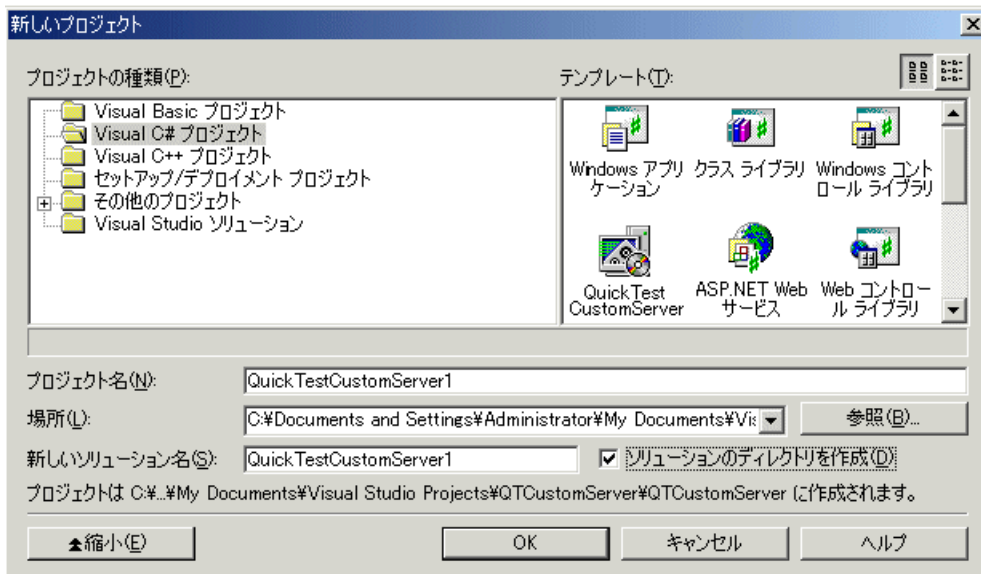 新しいプロジェクト
プロジェクトの種類(P):
テンプレート(T):
Visual Basic プロジェクト
Visual C# プロジェクト
Visual C++ プロジェクト
セットアップ/デプロイメント プロジェクト
その他のプロジェクト
Visual Studio ソリューション
Windows アプリ
ケーション
クラス ライブラリ
Windows コント
ロール ライブラリ
QuickTest
CustomServer
ASP.NET Web
サービス
Web コントロー
ル ライブラリ
プロジェクト名(N):
QuickTestCustomServer1
場所(L):
C:¥Documents and Settings¥Administrator¥My Documents¥Vis
参照(B)...
新しいソリューション名(S):
QuickTestCustomServer1
ソリューションのディレクトリを作成(D)
プロジェクトは C:¥...¥My Documents¥Visual Studio Projects¥QTCustomServer¥QTCustomServer に作成されます。
縮小(E)
OK
キャンセル
ヘルプ